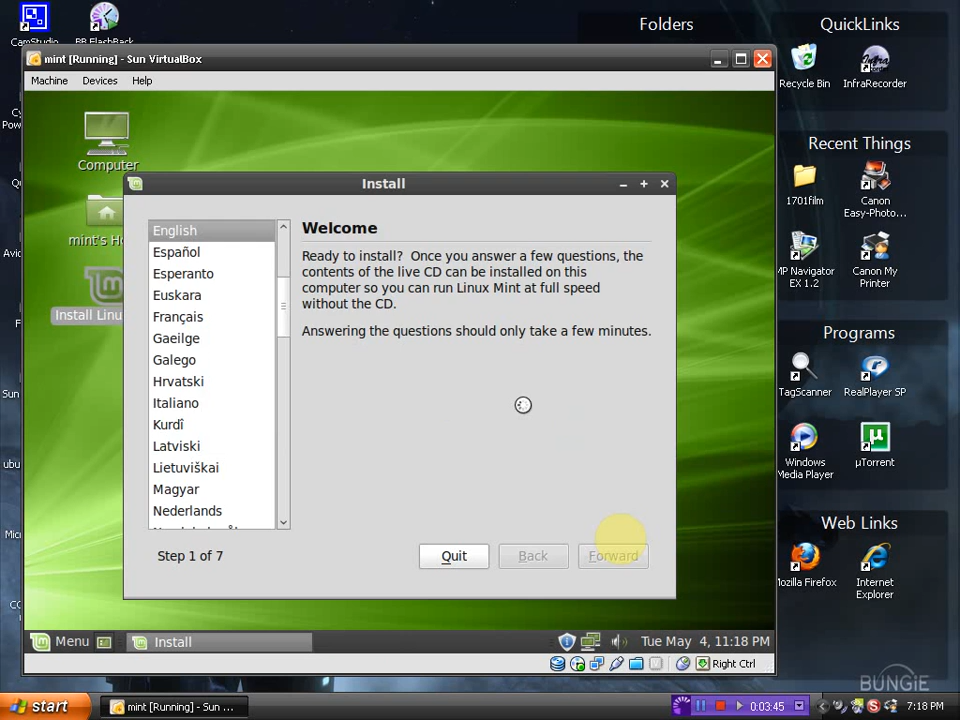 CamStudio
BB FlashBack
Folders
QuickLinks
Recycle Bin
InfraRecorder
Recent Things
1701film
Canon
Easy-Photo...
MP Navigator
EX 1.2
Canon My
Printer
Programs
TagScanner
RealPlayer SP
Windows
Media Player
µTorrent
Web Links
Mozilla Firefox
Internet
Explorer
BUNGiE
mint [Running] - Sun VirtualBox
Machine Devices Help
Computer
mint's Ho
Install Linu
Install
English
Español
Esperanto
Euskara
Français
Gaeilge
Galego
Hrvatski
Italiano
Kurdî
Latviski
Lietuviškai
Magyar
Nederlands
Welcome
Ready to install? Once you answer a few questions, the
contents of the live CD can be installed on this
computer so you can run Linux Mint at full speed
without the CD.
Answering the questions should only take a few minutes.
Step 1 of 7
Quit
Back
Forward
Menu
Install
Tue May 4, 11:18 PM
Right Ctrl
start
mint [Running] - Sun ...
0:03:45
7:18 PM